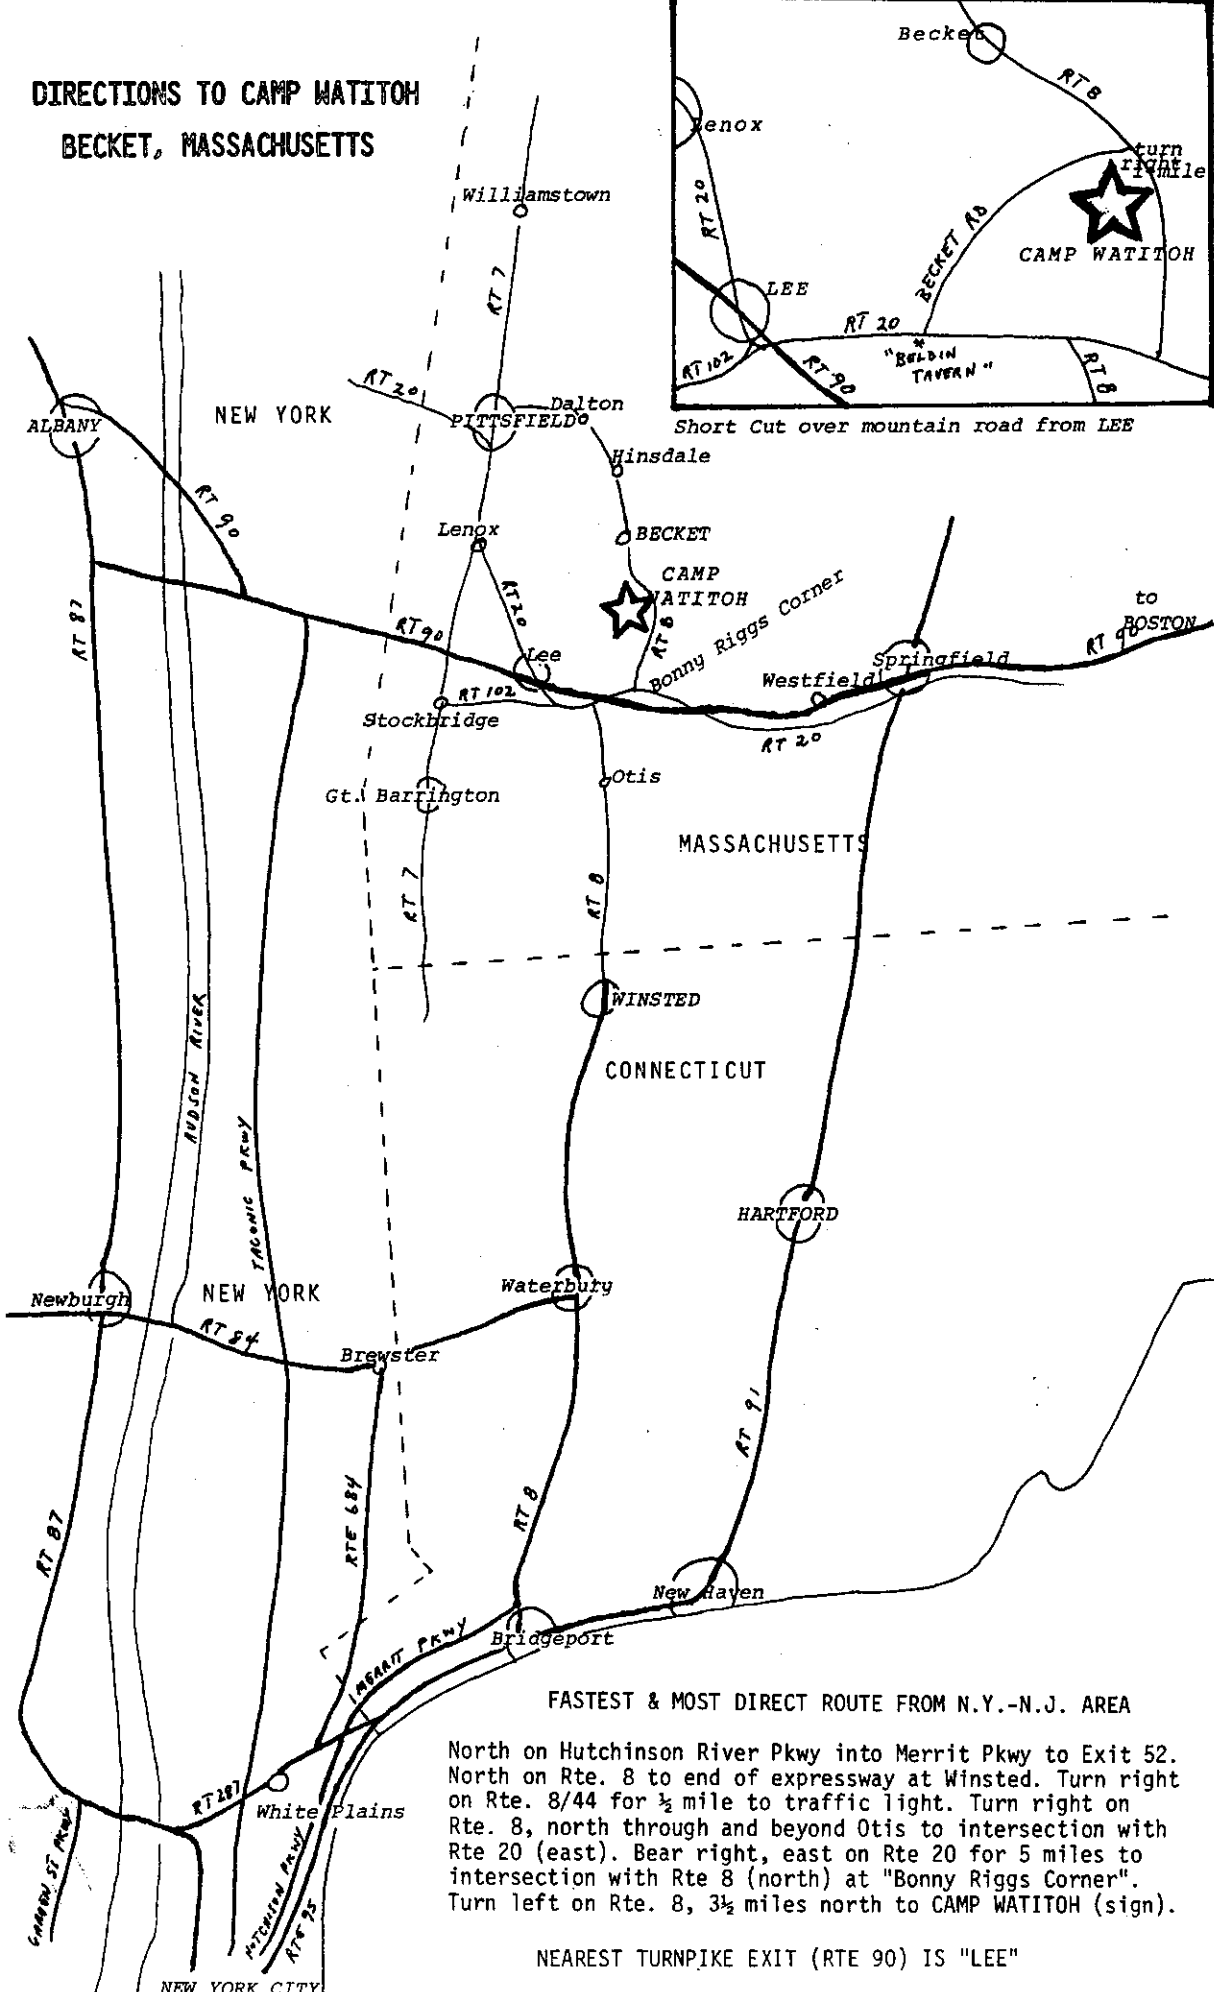 DIRECTIONS TO CAMP WATITOH
BECKET, MASSACHUSETTS
Becket
RT 8
Lenox
turn
right
1 mile
RT 20
BECKET RD
CAMP WATITOH
LEE
RT 20
RT 102
RT 90
"BELDIN
TAVERN"
RT 8
Short Cut over mountain road from LEE
Williamstown
RT 7
RT 20
ALBANY
NEW YORK
PITTSFIELD
Dalton
Hinsdale
RT 90
Lenox
BECKET
CAMP
WATITOH
RT 87
RT 20
RT 8
Bonny Riggs Corner
to
BOSTON
RT 90
RT 90
Lee
Springfield
Westfield
RT 102
Stockbridge
RT 20
Otis
Gt. Barrington
MASSACHUSETTS
RT 7
RT 8
WINSTED
HUDSON RIVER
CONNECTICUT
TACONIC PKWY
HARTFORD
Newburgh
NEW YORK
Waterbury
RT 84
Brewster
RT 91
RT 87
RTE 684
RT 8
New Haven
MERRIT PKWY
Bridgeport
FASTEST & MOST DIRECT ROUTE FROM N.Y.-N.J. AREA
North on Hutchinson River Pkwy into Merrit Pkwy to Exit 52.
North on Rte. 8 to end of expressway at Winsted. Turn right
on Rte. 8/44 for ½ mile to traffic light. Turn right on
Rte. 8, north through and beyond Otis to intersection with
Rte 20 (east). Bear right, east on Rte 20 for 5 miles to
intersection with Rte 8 (north) at "Bonny Riggs Corner".
Turn left on Rte. 8, 3½ miles north to CAMP WATITOH (sign).
NEAREST TURNPIKE EXIT (RTE 90) IS "LEE"
RT 287
White Plains
GARDEN ST PKWY
HUTCHISON PKWY
RTE 95
NEW YORK CITY